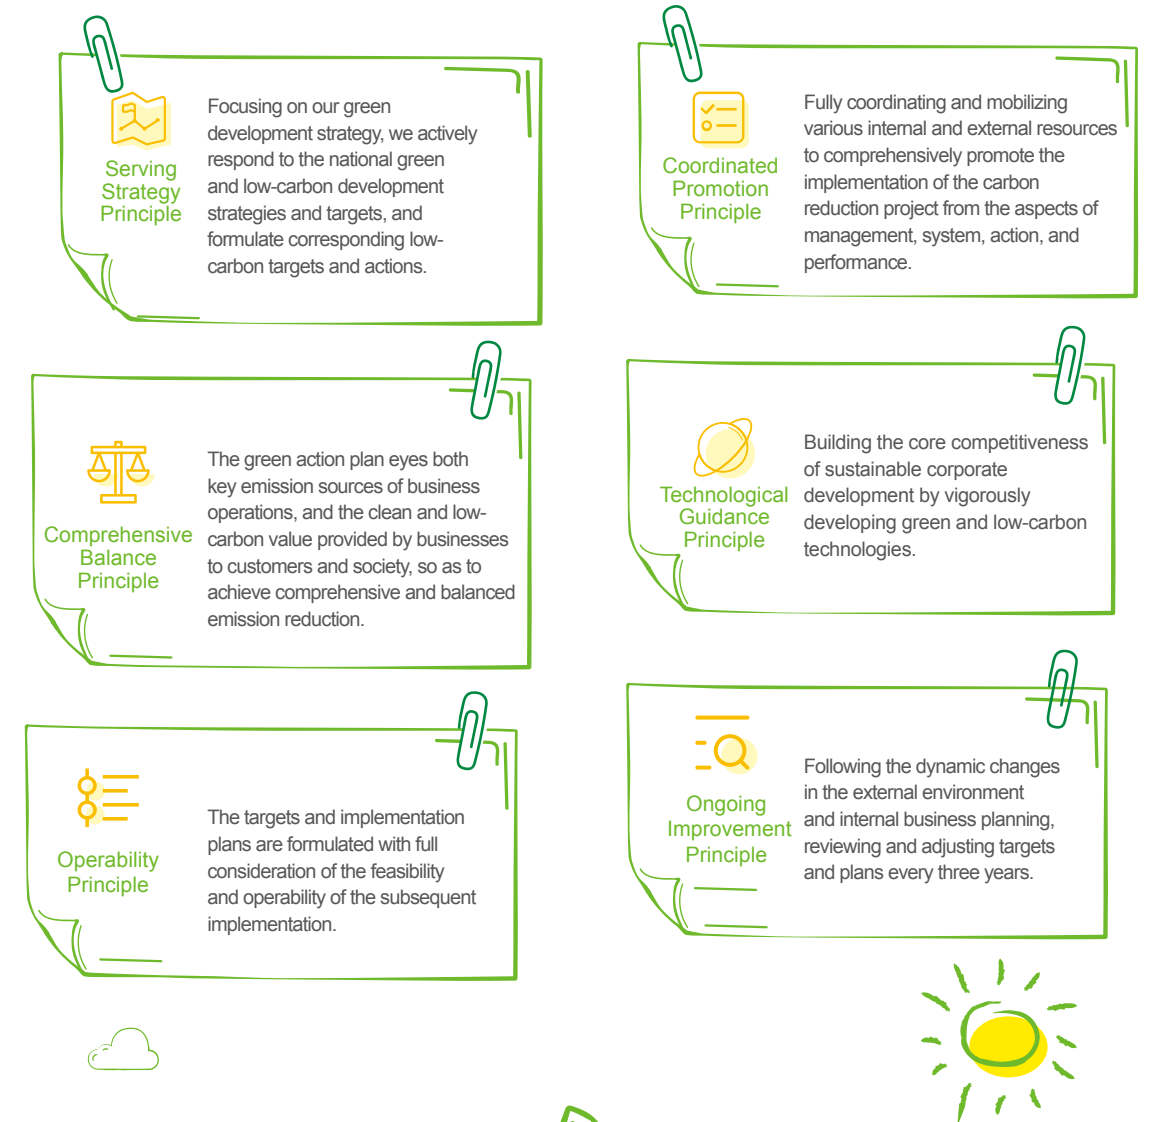 Serving
Strategy
Principle
Focusing on our green
development strategy, we actively
respond to the national green
and low-carbon development
strategies and targets, and
formulate corresponding low-
carbon targets and actions.
Coordinated
Promotion
Principle
Fully coordinating and mobilizing
various internal and external resources
to comprehensively promote the
implementation of the carbon
reduction project from the aspects of
management, system, action, and
performance.
Comprehensive
Balance
Principle
The green action plan eyes both
key emission sources of business
operations, and the clean and low-
carbon value provided by businesses
to customers and society, so as to
achieve comprehensive and balanced
emission reduction.
Technological
Guidance
Principle
Building the core competitiveness
of sustainable corporate
development by vigorously
developing green and low-carbon
technologies.
Operability
Principle
The targets and implementation
plans are formulated with full
consideration of the feasibility
and operability of the subsequent
implementation.
Ongoing
Improvement
Principle
Following the dynamic changes
in the external environment
and internal business planning,
reviewing and adjusting targets
and plans every three years.